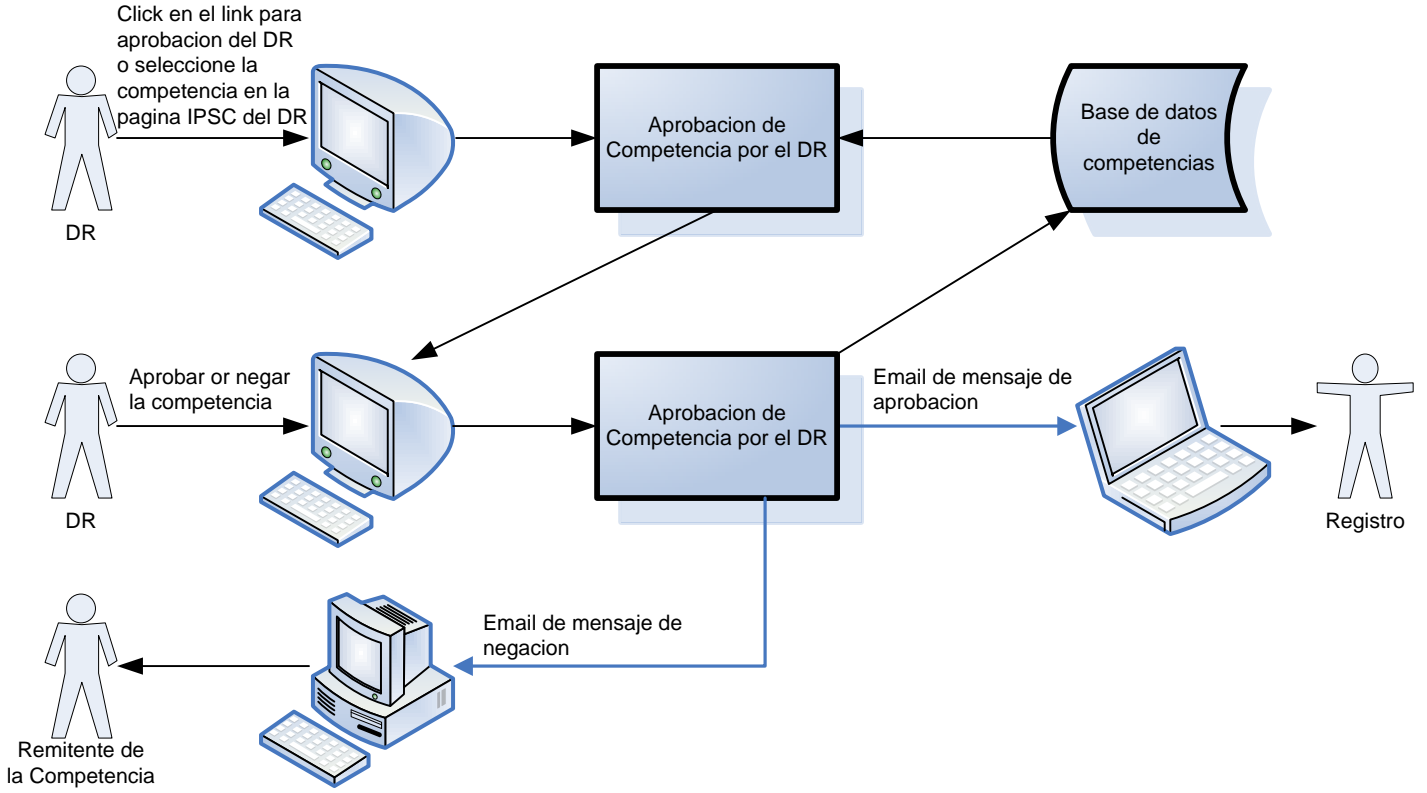 Click en el link para
aprobacion del DR
o seleccione la
competencia en la
pagina IPSC del DR
DR
Aprobacion de
Competencia por el DR
Base de datos
de
competencias
Aprobar or negar
la competencia
DR
Aprobacion de
Competencia por el DR
Email de mensaje de
aprobacion
Registro
Email de mensaje de
negacion
Remitente de
la Competencia